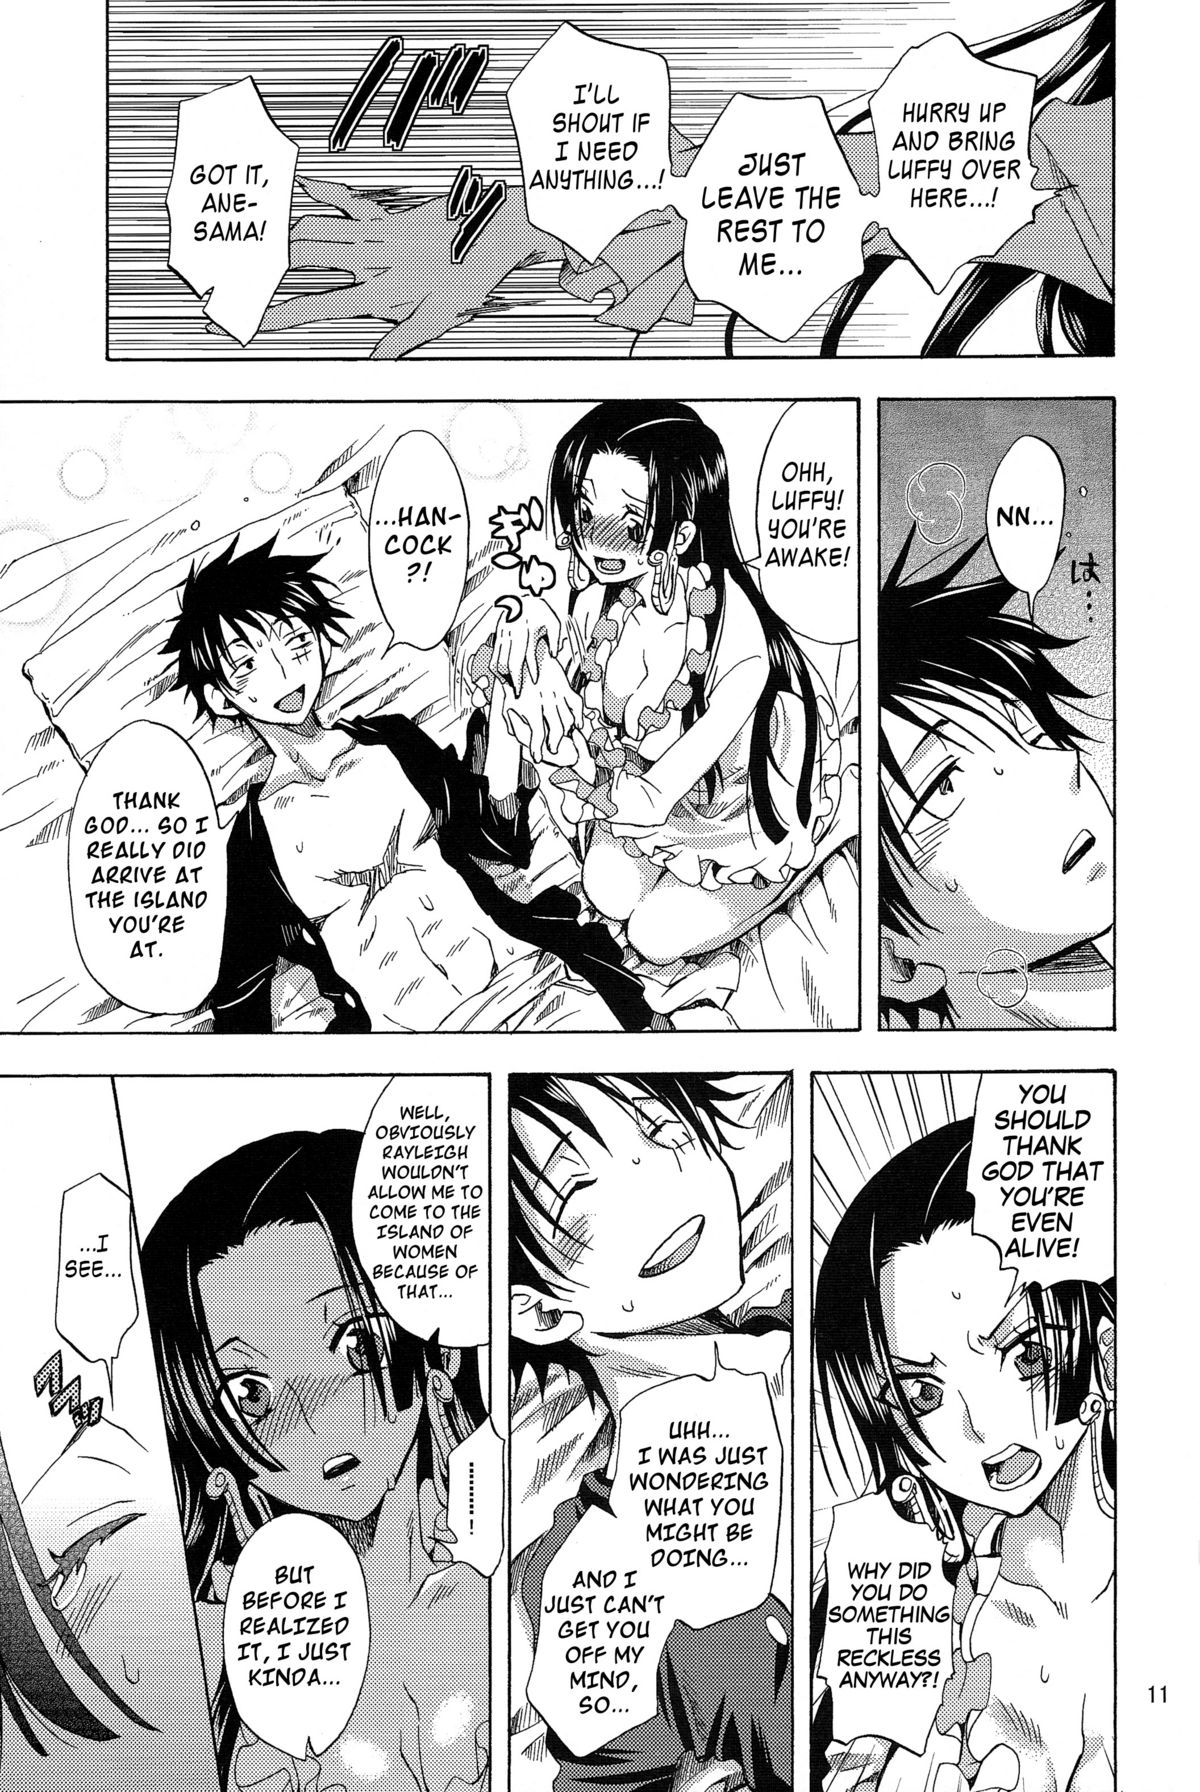 HURRY UP
AND BRING
LUFFY OVER
HERE...!
JUST
LEAVE THE
REST TO
ME...
I'LL
SHOUT IF
I NEED
ANYTHING...!
GOT IT,
ANE-
SAMA!
NN...
は…
OHH,
LUFFY!
YOU'RE
AWAKE!
...HAN-
COCK
?!
THANK
GOD... SO I
REALLY DID
ARRIVE AT
THE ISLAND
YOU'RE
AT.
YOU
SHOULD
THANK
GOD THAT
YOU'RE
EVEN
ALIVE!
WHY DID
YOU DO
SOMETHING
THIS
RECKLESS
ANYWAY?!
UHH...
I WAS JUST
WONDERING
WHAT YOU
MIGHT BE
DOING...
AND I
JUST CAN'T
GET YOU
OFF MY
MIND,
SO...
WELL,
OBVIOUSLY
RAYLEIGH
WOULDN'T
ALLOW ME TO
COME TO THE
ISLAND OF
WOMEN
BECAUSE OF
THAT...
.........!
BUT
BEFORE I
REALIZED
IT, I JUST
KINDA...
...I
SEE...
11